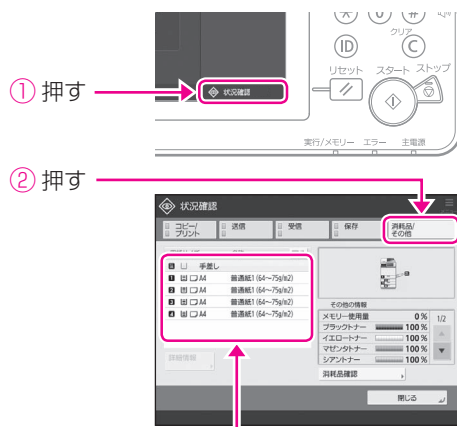 クリア
ID
C
リセット スタート ストップ
① 押す
状況確認
実行/メモリー エラー 主電源
② 押す
状況確認
コピー/プリント 送信 受信 保存 消耗品/その他
手差し
1 A4 普通紙1 (64～75g/m2)
2 A4 普通紙1 (64～75g/m2)
3 A4 普通紙1 (64～75g/m2)
4 A4 普通紙1 (64～75g/m2)
その他の情報
メモリー使用量 0 % 1/2
ブラックトナー 100 %
イエロートナー 100 %
マゼンタトナー 100 %
シアントナー 100 %
詳細情報
消耗品確認
閉じる